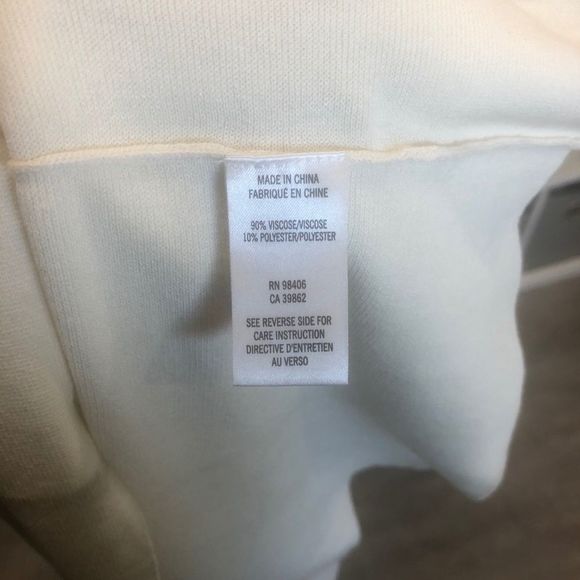 MADE IN CHINA
FABRIQUÉ EN CHINE
90% VISCOSE/VISCOSE
10% POLYESTER/POLYESTER
RN 98406
CA 39862
SEE REVERSE SIDE FOR
CARE INSTRUCTION
DIRECTIVE D'ENTRETIEN
AU VERSO